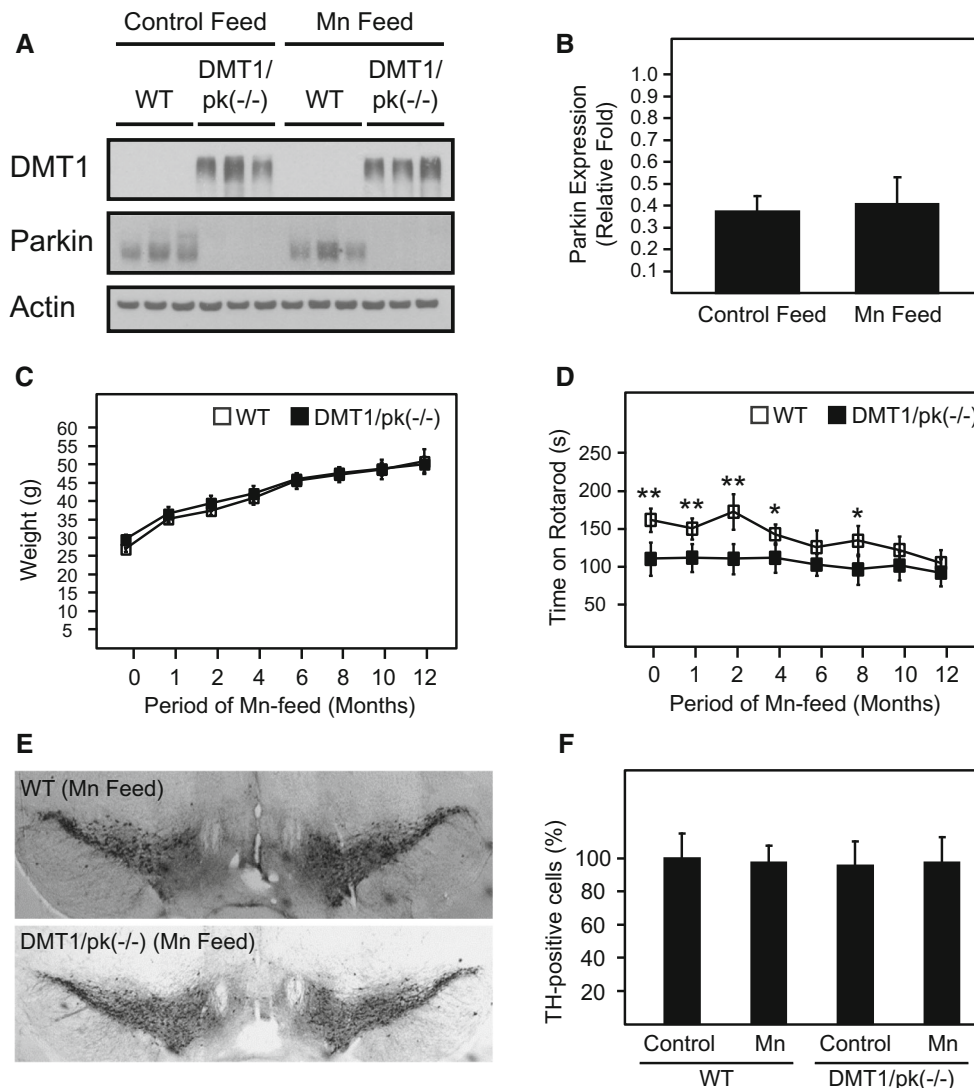 A
Control Feed
Mn Feed
WT
DMT1/
pk(-/-)
WT
DMT1/
pk(-/-)
DMT1
Parkin
Actin
B
Parkin Expression
(Relative Fold)
1.0
0.9
0.8
0.7
0.6
0.5
0.4
0.3
0.2
0.1
Control Feed
Mn Feed
C
WT
DMT1/pk(-/-)
Weight (g)
60
55
50
45
40
35
30
25
20
15
10
5
0 1 2 4 6 8 10 12
Period of Mn-feed (Months)
D
WT
DMT1/pk(-/-)
Time on Rotarod (s)
250
200
150
100
50
** ** ** * *
0 1 2 4 6 8 10 12
Period of Mn-feed (Months)
E
WT (Mn Feed)
DMT1/pk(-/-) (Mn Feed)
F
TH-positive cells (%)
100
80
60
40
20
Control Mn Control Mn
WT DMT1/pk(-/-)